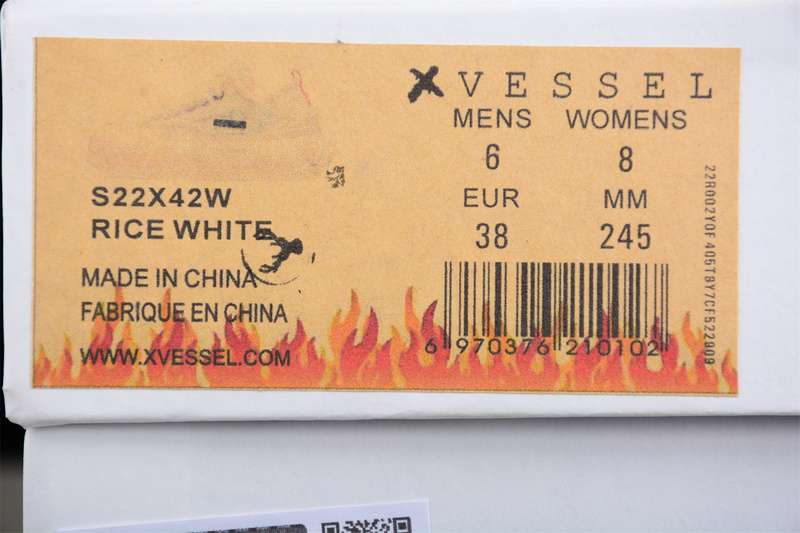 VESSEL
MENS WOMENS
6 8
EUR MM
38 245
S22X42W
RICE WHITE
MADE IN CHINA
FABRIQUE EN CHINA
WWW.XVESSEL.COM
6 970376 210102